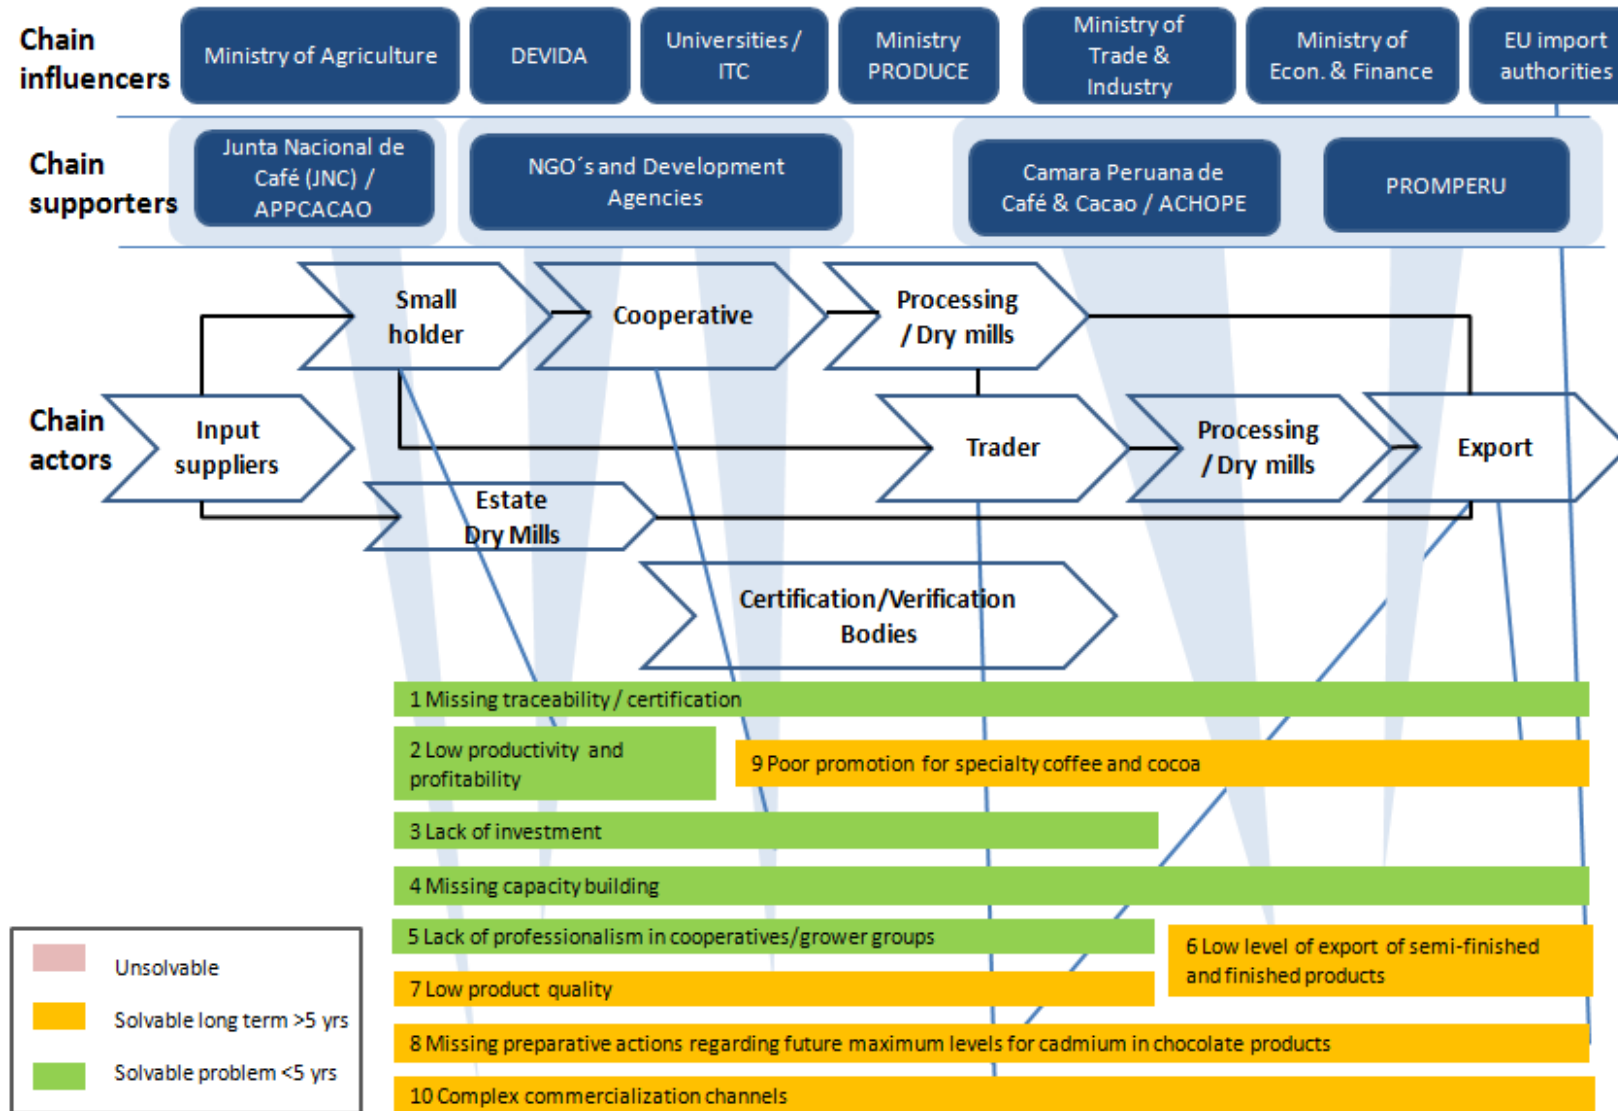 Chain
influencers
Ministry of Agriculture
DEVIDA
Universities /
ITC
Ministry
PRODUCE
Ministry of
Trade &
Industry
Ministry of
Econ. & Finance
EU import
authorities
Chain
supporters
Junta Nacional de
Café (JNC) /
APPCACAO
NGO´s and Development
Agencies
Camara Peruana de
Café & Cacao / ACHOPE
PROMPERU
Small
holder
Cooperative
Processing
/ Dry mills
Chain
actors
Input
suppliers
Trader
Processing
/ Dry mills
Export
Estate
Dry Mills
Certification/Verification
Bodies
1 Missing traceability / certification
2 Low productivity and
profitability
9 Poor promotion for specialty coffee and cocoa
3 Lack of investment
4 Missing capacity building
5 Lack of professionalism in cooperatives/grower groups
6 Low level of export of semi-finished
and finished products
7 Low product quality
8 Missing preparative actions regarding future maximum levels for cadmium in chocolate products
10 Complex commercialization channels
Unsolvable
Solvable long term >5 yrs
Solvable problem <5 yrs